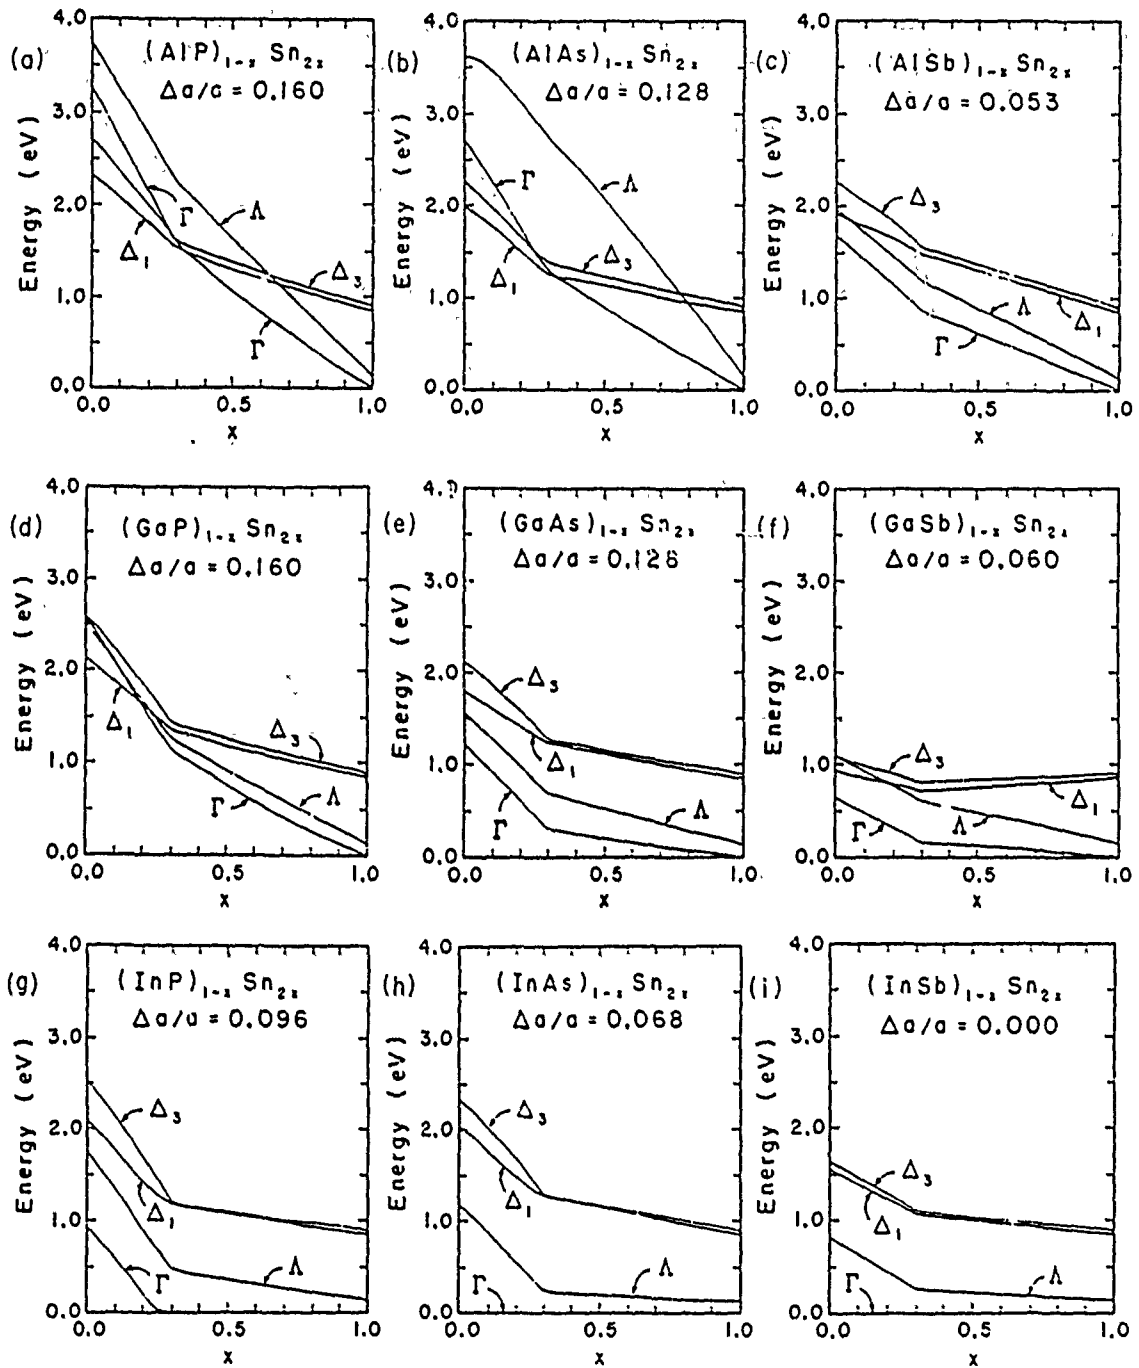 (a)
(AlP)₁₋ₓ Sn₂ₓ
Δa/a = 0.160
Energy (eV)
4.0
3.0
2.0
1.0
0.0
Γ
Λ
Δ₁
Δ₃
Γ
0.0 0.5 1.0
x
(b)
(AlAs)₁₋ₓ Sn₂ₓ
Δa/a = 0.128
Energy (eV)
4.0
3.0
2.0
1.0
0.0
Γ
Λ
Δ₁
Δ₃
0.0 0.5 1.0
x
(c)
(AlSb)₁₋ₓ Sn₂ₓ
Δa/a = 0.053
Energy (eV)
4.0
3.0
2.0
1.0
0.0
Δ₃
Λ
Γ
Δ₁
0.0 0.5 1.0
x
(d)
(GaP)₁₋ₓ Sn₂ₓ
Δa/a = 0.160
Energy (eV)
4.0
3.0
2.0
1.0
0.0
Δ₁
Δ₃
Γ
Λ
0.0 0.5 1.0
x
(e)
(GaAs)₁₋ₓ Sn₂ₓ
Δa/a = 0.128
Energy (eV)
4.0
3.0
2.0
1.0
0.0
Δ₃
Δ₁
Γ
Λ
0.0 0.5 1.0
x
(f)
(GaSb)₁₋ₓ Sn₂ₓ
Δa/a = 0.060
Energy (eV)
4.0
3.0
2.0
1.0
0.0
Δ₃
Δ₁
Γ
Λ
0.0 0.5 1.0
x
(g)
(InP)₁₋ₓ Sn₂ₓ
Δa/a = 0.096
Energy (eV)
4.0
3.0
2.0
1.0
0.0
Δ₃
Δ₁
Γ
Λ
0.0 0.5 1.0
x
(h)
(InAs)₁₋ₓ Sn₂ₓ
Δa/a = 0.068
Energy (eV)
4.0
3.0
2.0
1.0
0.0
Δ₃
Δ₁
Γ
Λ
0.0 0.5 1.0
x
(i)
(InSb)₁₋ₓ Sn₂ₓ
Δa/a = 0.000
Energy (eV)
4.0
3.0
2.0
1.0
0.0
Δ₃
Δ₁
Γ
Λ
0.0 0.5 1.0
x